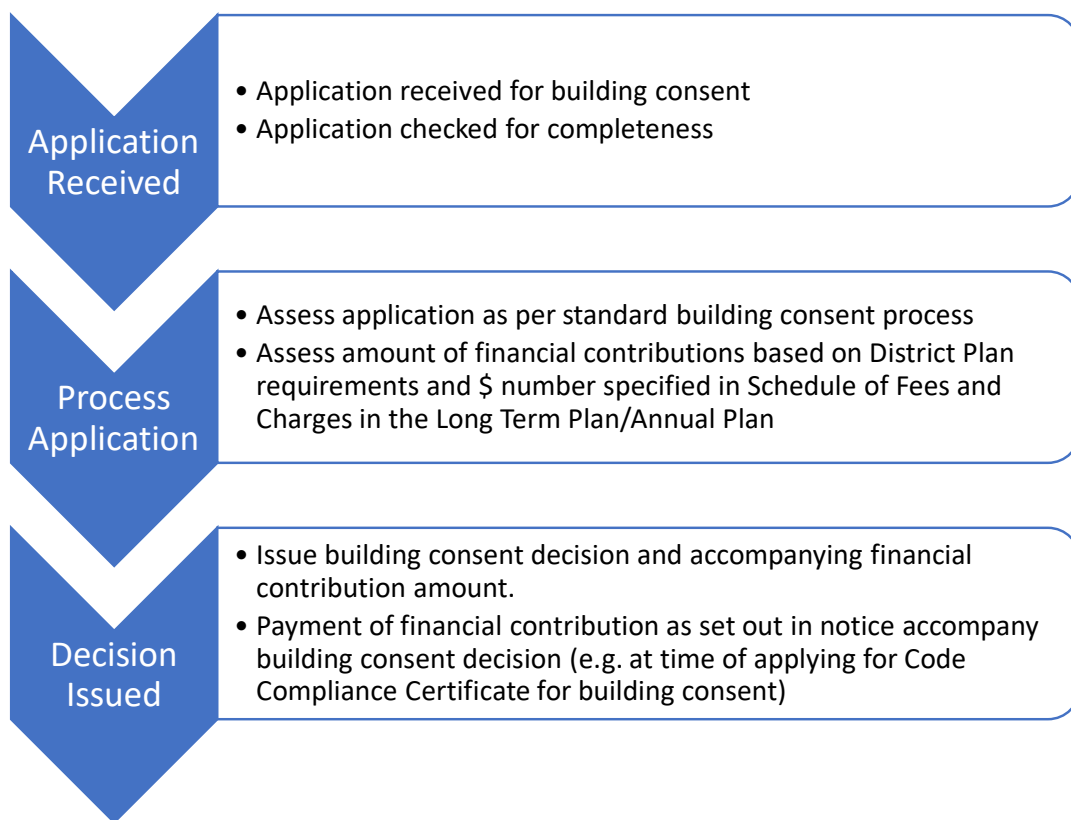 Application
Received
• Application received for building consent
• Application checked for completeness
Process
Application
• Assess application as per standard building consent process
• Assess amount of financial contributions based on District Plan
requirements and $ number specified in Schedule of Fees and
Charges in the Long Term Plan/Annual Plan
Decision
Issued
• Issue building consent decision and accompanying financial
contribution amount.
• Payment of financial contribution as set out in notice accompany
building consent decision (e.g. at time of applying for Code
Compliance Certificate for building consent)